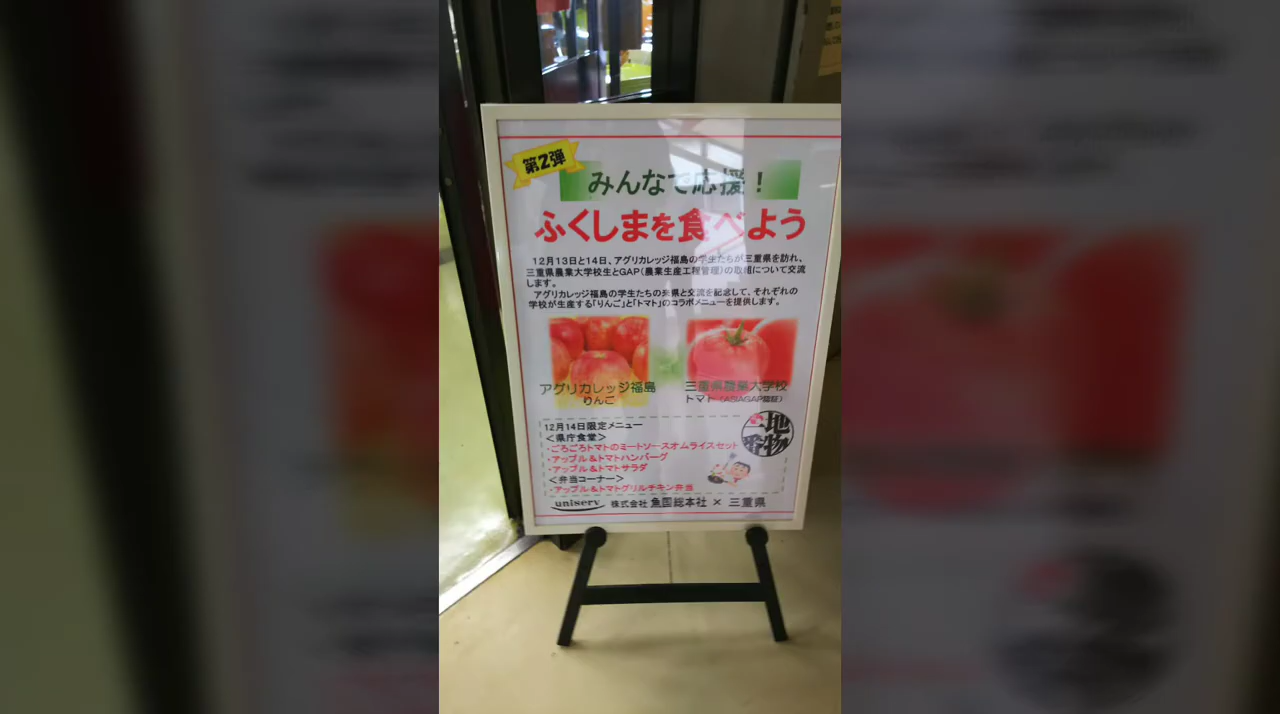 第2弾
みんなで応援！
ふくしまを食べよう
12月13日と14日、アグリカレッジ福島の学生たちが三重県を訪れ、
三重県農業大学校生とGAP（農業生産工程管理）の取組について交流
します。
アグリカレッジ福島の学生たちの来県と交流を記念して、それぞれの
学校が生産する「りんご」と「トマト」のコラボメニューを提供します。
アグリカレッジ福島
りんご
三重県農業大学校
トマト（ASIAGAP認証）
12月14日限定メニュー
＜県庁食堂＞
・ごろごろトマトのミートソースオムライスセット
・アップル＆トマトハンバーグ
・アップル＆トマトサラダ
＜弁当コーナー＞
・アップル＆トマトグリルチキン弁当
地物一番
uniserv 株式会社 魚国総本社 × 三重県